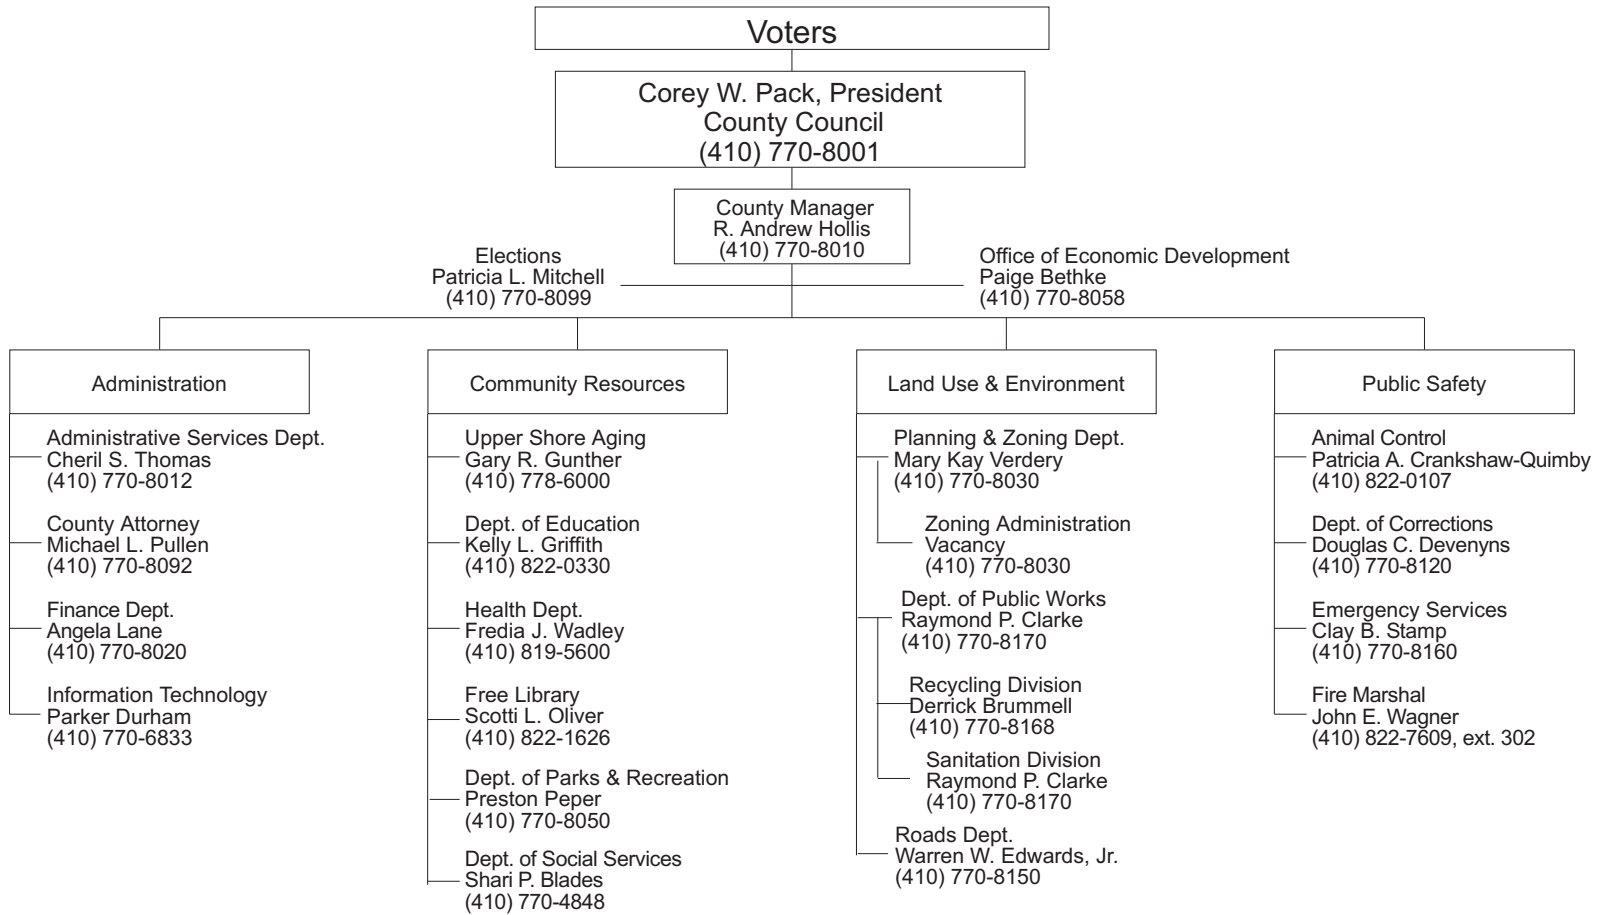 Voters
Corey W. Pack, President
County Council
(410) 770-8001
County Manager
R. Andrew Hollis
(410) 770-8010
Elections
Patricia L. Mitchell
(410) 770-8099
Office of Economic Development
Paige Bethke
(410) 770-8058
Administration
Administrative Services Dept.
Cheril S. Thomas
(410) 770-8012
County Attorney
Michael L. Pullen
(410) 770-8092
Finance Dept.
Angela Lane
(410) 770-8020
Information Technology
Parker Durham
(410) 770-6833
Community Resources
Upper Shore Aging
Gary R. Gunther
(410) 778-6000
Dept. of Education
Kelly L. Griffith
(410) 822-0330
Health Dept.
Fredia J. Wadley
(410) 819-5600
Free Library
Scotti L. Oliver
(410) 822-1626
Dept. of Parks & Recreation
Preston Peper
(410) 770-8050
Dept. of Social Services
Shari P. Blades
(410) 770-4848
Land Use & Environment
Planning & Zoning Dept.
Mary Kay Verdery
(410) 770-8030
Zoning Administration
Vacancy
(410) 770-8030
Dept. of Public Works
Raymond P. Clarke
(410) 770-8170
Recycling Division
Derrick Brummell
(410) 770-8168
Sanitation Division
Raymond P. Clarke
(410) 770-8170
Roads Dept.
Warren W. Edwards, Jr.
(410) 770-8150
Public Safety
Animal Control
Patricia A. Crankshaw-Quimby
(410) 822-0107
Dept. of Corrections
Douglas C. Devenyns
(410) 770-8120
Emergency Services
Clay B. Stamp
(410) 770-8160
Fire Marshal
John E. Wagner
(410) 822-7609, ext. 302